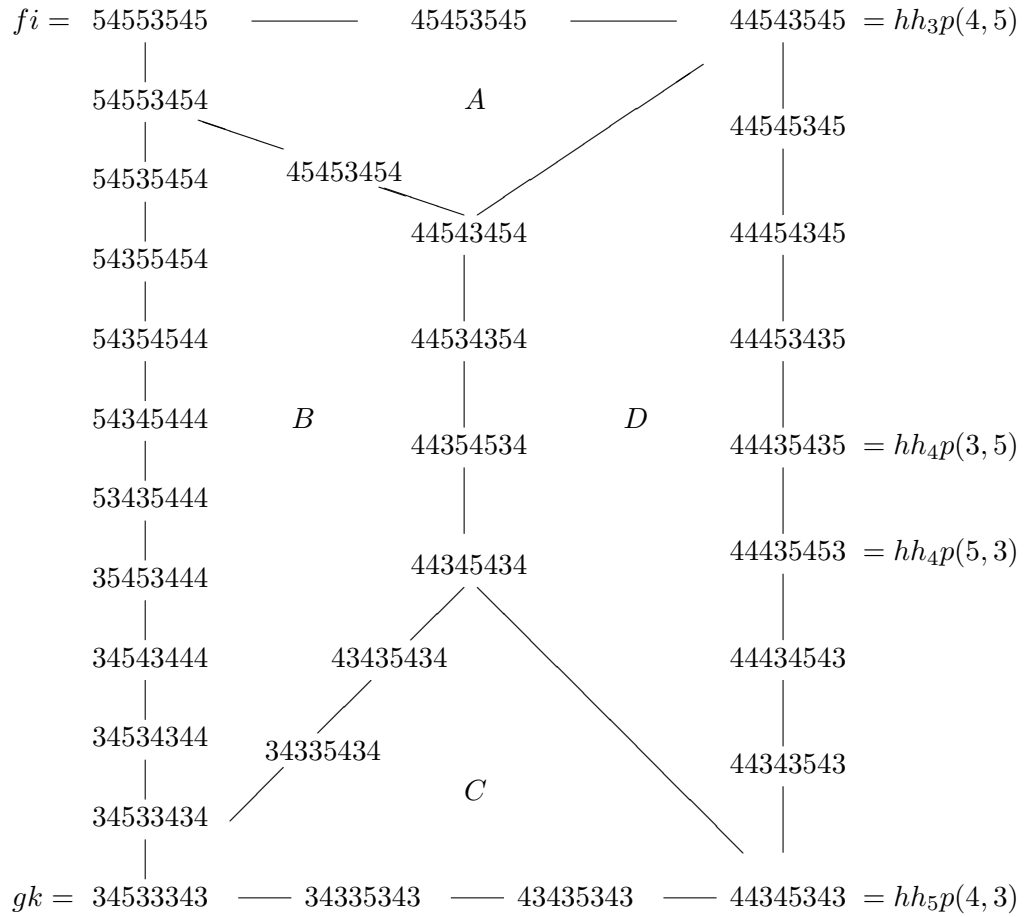 fi = 54553545 45453545 44543545 = hh₃p(4, 5)
54553454 A
44545345
45453454
54535454
44543454 44454345
54355454
54354544 44534354 44453435
54345444 B D
44354534 44435435 = hh₄p(3, 5)
53435444
44435453 = hh₄p(5, 3)
35453444 44345434
34543444 43435434 44434543
34534344 34335434
44343543
C
34533434
gk = 34533343 34335343 43435343 44345343 = hh₅p(4, 3)